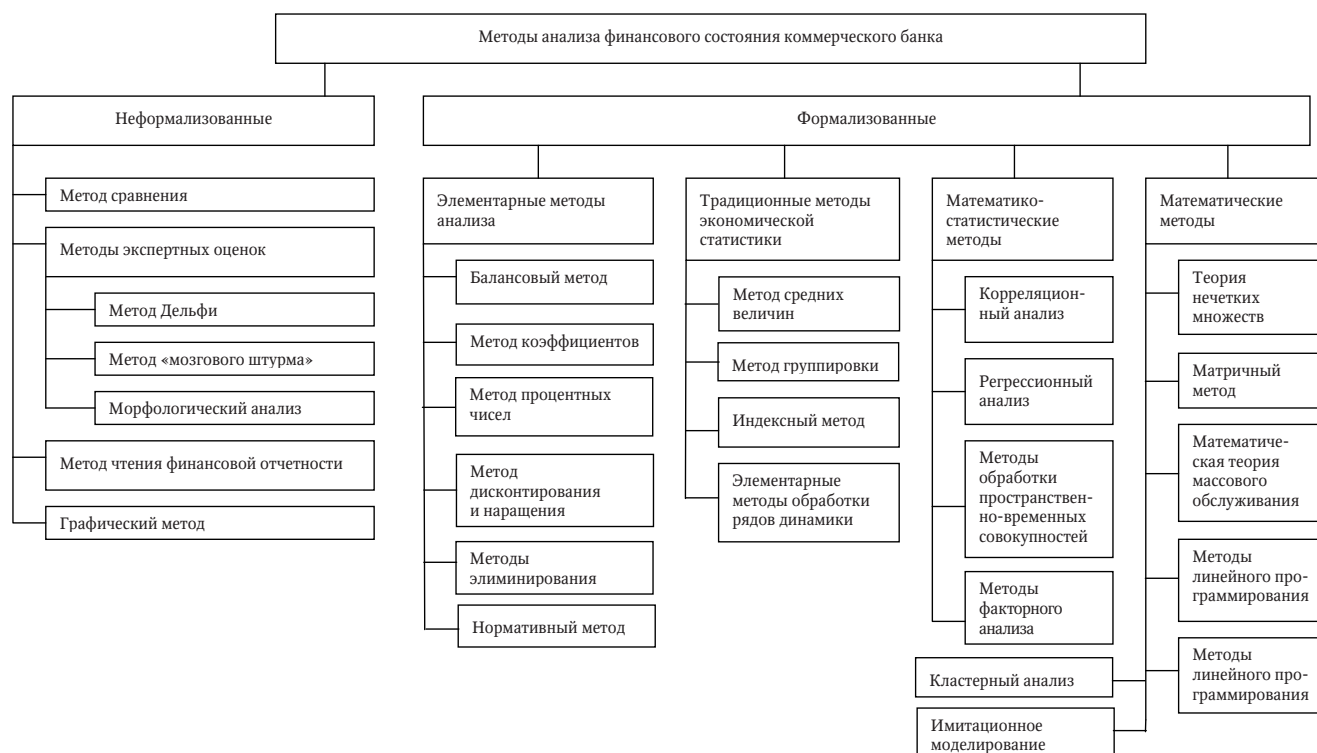 Методы анализа финансового состояния коммерческого банка
Неформализованные
Формализованные
Метод сравнения
Методы экспертных оценок
Метод Дельфи
Метод «мозгового штурма»
Морфологический анализ
Метод чтения финансовой отчетности
Графический метод
Элементарные методы
анализа
Балансовый метод
Метод коэффициентов
Метод процентных
чисел
Метод
дисконтирования
и наращения
Методы
элиминирования
Нормативный метод
Традиционные методы
экономической
статистики
Метод средних
величин
Метод группировки
Индексный метод
Элементарные
методы обработки
рядов динамики
Математико-
статистические
методы
Корреляцион-
ный анализ
Регрессионный
анализ
Методы
обработки
пространствен-
но-временных
совокупностей
Методы
факторного
анализа
Математические
методы
Теория
нечетких
множеств
Матричный
метод
Математиче-
ская теория
массового
обслуживания
Методы
линейного про-
граммирования
Методы
линейного про-
граммирования
Кластерный анализ
Имитационное
моделирование